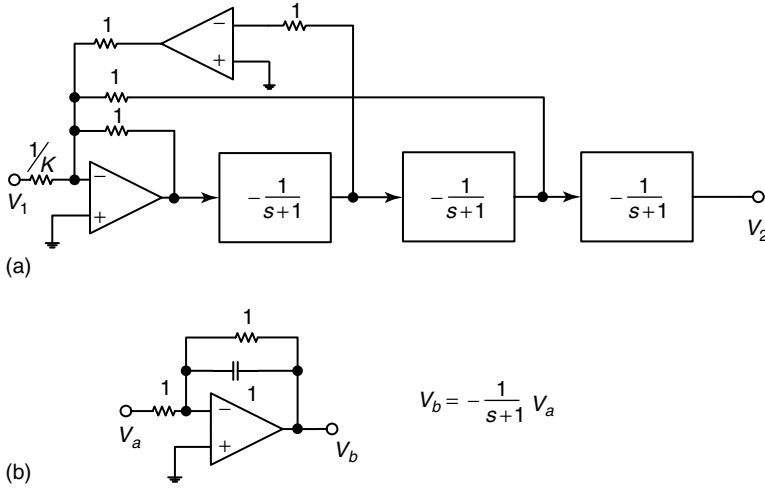 1
1
−
+
1
1
1/K
V1
−
+
− 1/(s+1)
− 1/(s+1)
− 1/(s+1)
V2
(a)
1
1
1
Va
−
+
Vb
Vb = − 1/(s+1) Va
(b)